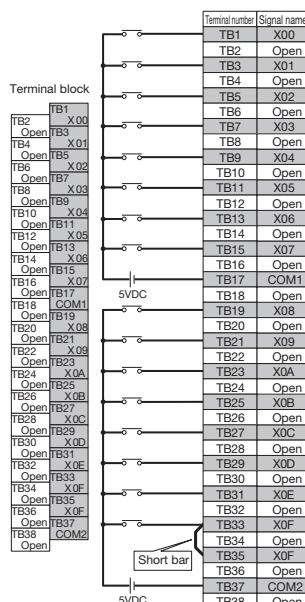 Terminal number Signal name
TB1 X00
TB2 Open
TB3 X01
TB4 Open
TB5 X02
TB6 Open
TB7 X03
TB8 Open
TB9 X04
TB10 Open
TB11 X05
TB12 Open
TB13 X06
TB14 Open
TB15 X07
TB16 Open
TB17 COM1
TB18 Open
TB19 X08
TB20 Open
TB21 X09
TB22 Open
TB23 X0A
TB24 Open
TB25 X0B
TB26 Open
TB27 X0C
TB28 Open
TB29 X0D
TB30 Open
TB31 X0E
TB32 Open
TB33 X0F
TB34 Open
TB35 X0F
TB36 Open
TB37 COM2
TB38 Open
5VDC
Short bar
5VDC
Terminal block
TB1
X00
TB2
Open
TB3
X01
TB4
Open
TB5
X02
TB6
Open
TB7
X03
TB8
Open
TB9
X04
TB10
Open
TB11
X05
TB12
Open
TB13
X06
TB14
Open
TB15
X07
TB16
Open
TB17
COM1
TB18
Open
TB19
X08
TB20
Open
TB21
X09
TB22
Open
TB23
X0A
TB24
Open
TB25
X0B
TB26
Open
TB27
X0C
TB28
Open
TB29
X0D
TB30
Open
TB31
X0E
TB32
Open
TB33
X0F
TB34
Open
TB35
X0F
TB36
Open
TB37
COM2
TB38
Open